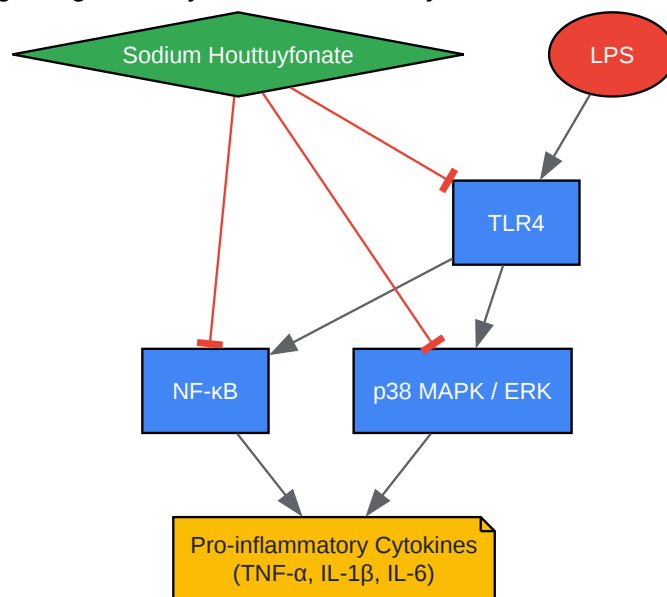 Sodium Houttuyfonate
LPS
TLR4
NF-κB
p38 MAPK / ERK
Pro-inflammatory Cytokines
(TNF-α, IL-1β, IL-6)